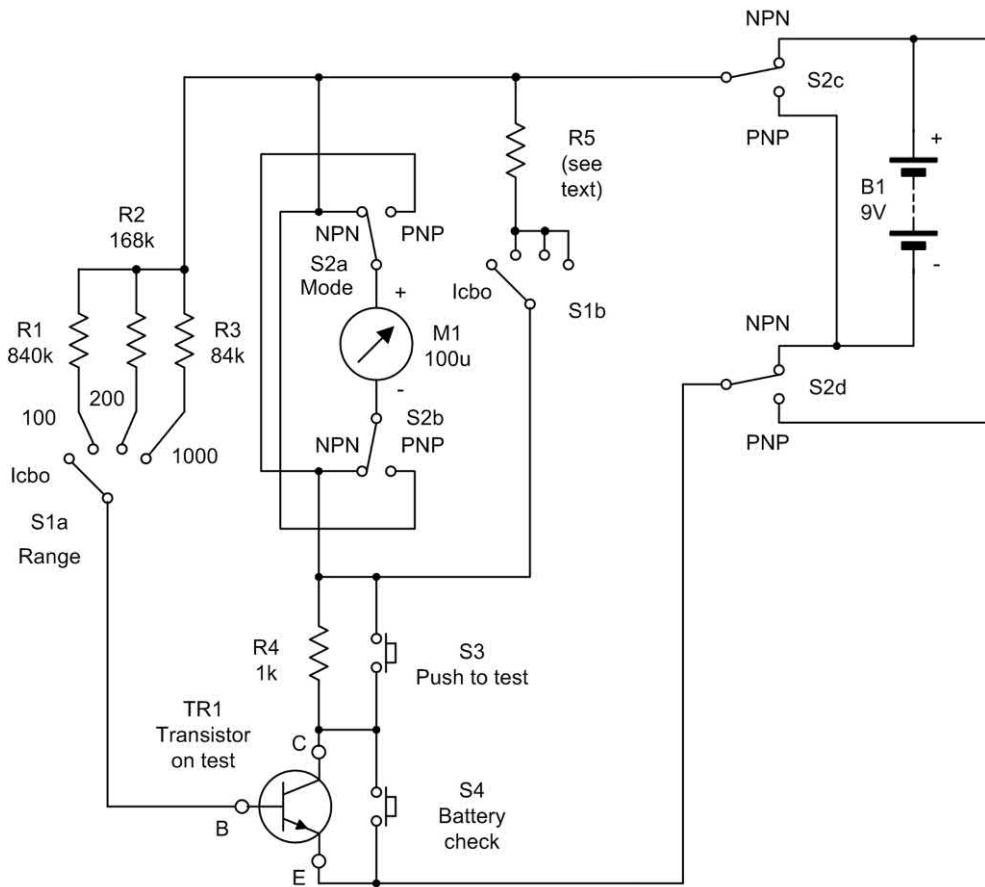 NPN
S2c
PNP
+
B1
9V
-
R5
(see
text)
R2
168k
NPN
PNP
S2a
Mode
+
Icbo
S1b
R1
840k
R3
84k
M1
100u
-
NPN
S2d
PNP
100
200
1000
S2b
NPN
PNP
Icbo
S1a
Range
R4
1k
S3
Push to test
TR1
Transistor
on test
C
B
E
S4
Battery
check